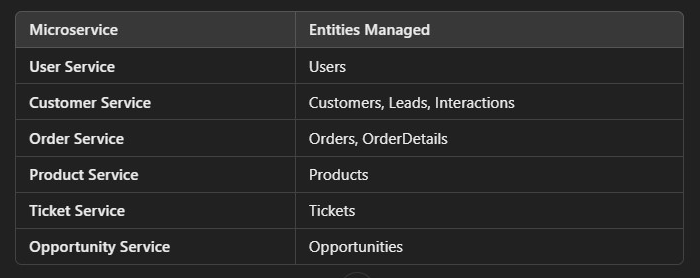 Microservice Entities Managed
User Service Users
Customer Service Customers, Leads, Interactions
Order Service Orders, OrderDetails
Product Service Products
Ticket Service Tickets
Opportunity Service Opportunities